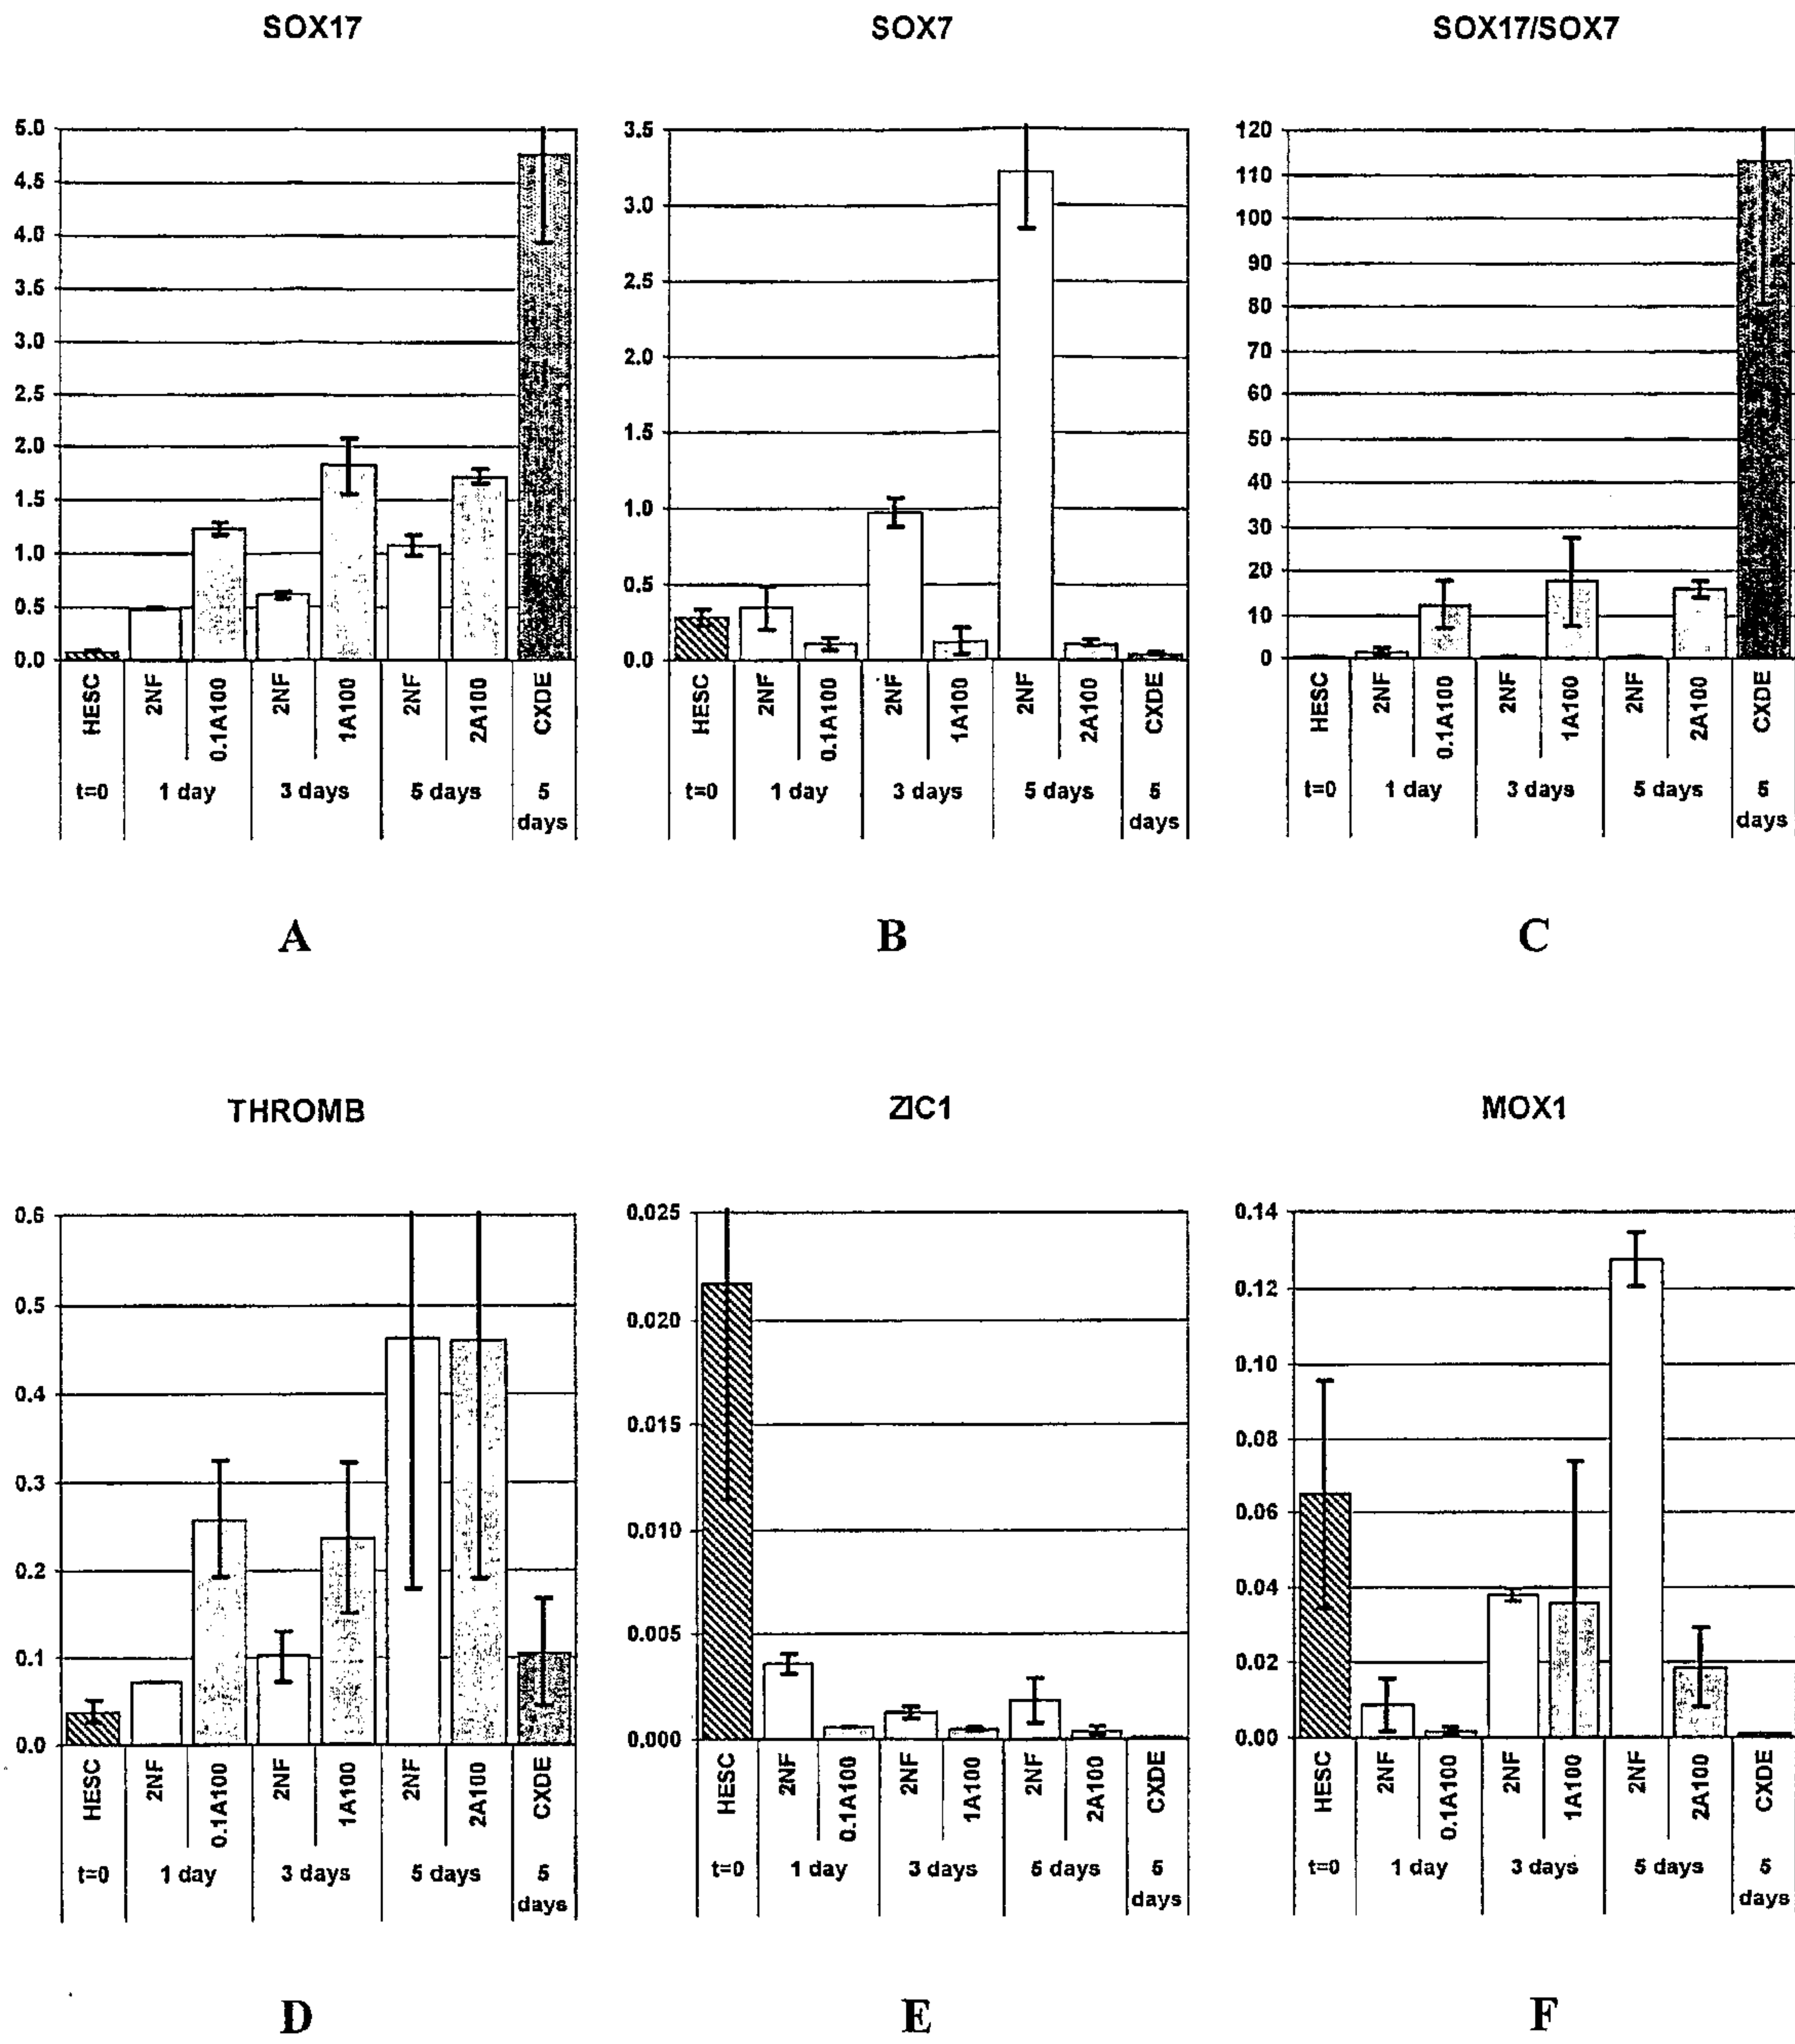 SOX17
SOX7
SOX17/SOX7
5.0
4.5
4.0
3.5
3.0
2.5
2.0
1.5
1.0
0.5
0.0
HESC
2NF
0.1A100
2NF
1A100
2NF
2A100
CXDE
t=0
1 day
3 days
5 days
5
days
3.5
3.0
2.5
2.0
1.5
1.0
0.5
0.0
HESC
2NF
0.1A100
2NF
1A100
2NF
2A100
CXDE
t=0
1 day
3 days
5 days
5
days
120
110
100
90
80
70
60
50
40
30
20
10
0
HESC
2NF
0.1A100
2NF
1A100
2NF
2A100
CXDE
t=0
1 day
3 days
5 days
5
days
A
B
C
THROMB
ZIC1
MOX1
0.6
0.5
0.4
0.3
0.2
0.1
0.0
HESC
2NF
0.1A100
2NF
1A100
2NF
2A100
CXDE
t=0
1 day
3 days
5 days
5
days
0.025
0.020
0.015
0.010
0.005
0.000
HESC
2NF
0.1A100
2NF
1A100
2NF
2A100
CXDE
t=0
1 day
3 days
5 days
5
days
0.14
0.12
0.10
0.08
0.06
0.04
0.02
0.00
HESC
2NF
0.1A100
2NF
1A100
2NF
2A100
CXDE
t=0
1 day
3 days
5 days
5
days
D
E
F